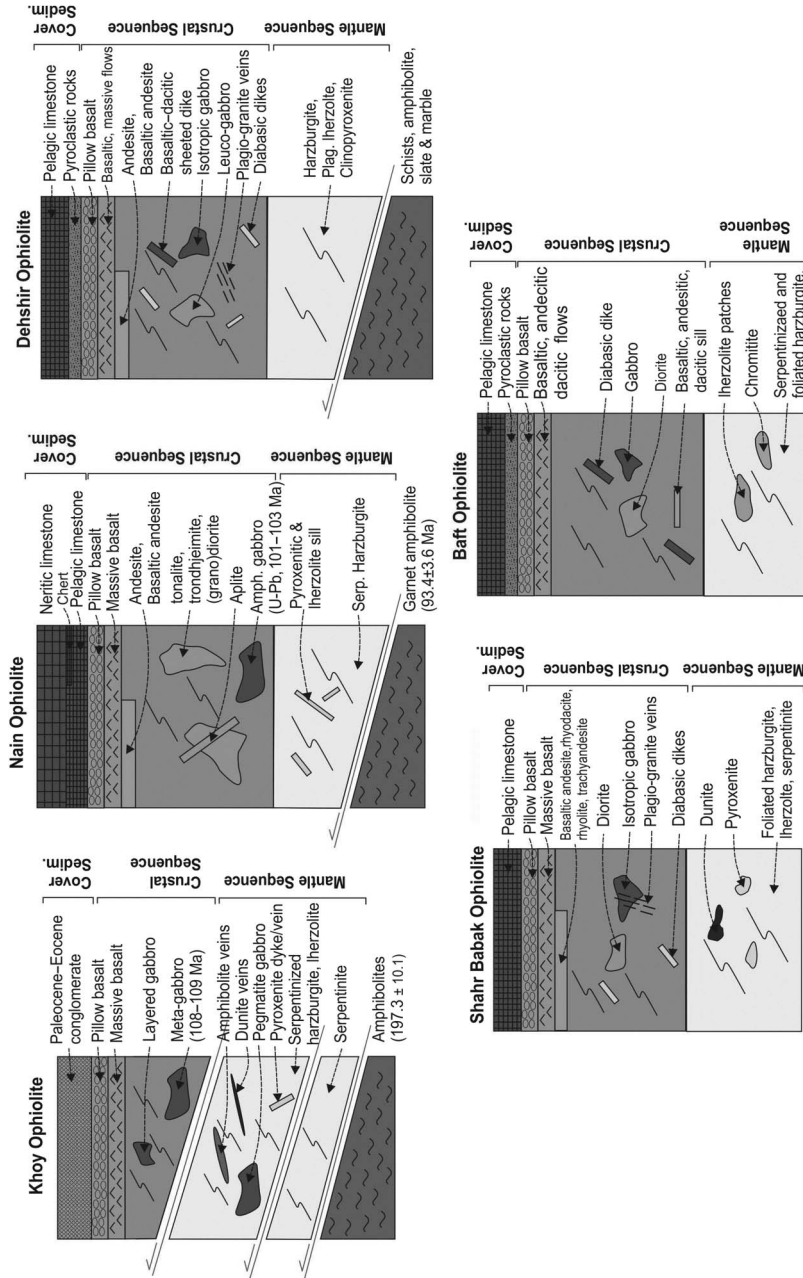 Khoy Ophiolite
Paleocene–Eocene
conglomerate
Pillow basalt
Massive basalt
Layered gabbro
Meta-gabbro
(108–109 Ma)
Amphibolite veins
Dunite veins
Pegmatite gabbro
Pyroxenite dyke/vein
Serpentinized
harzburgite, lherzolite
Serpentinite
Amphibolites
(197.3 ± 10.1)
Cover
Sedim.
Crustal
Sequence
Mantle Sequence
Nain Ophiolite
Neritic limestone
Chert
Pelagic limestone
Pillow basalt
Massive basalt
Andesite,
Basaltic andesite
tonalite,
trondhjeimite,
(grano)diorite
Aplite
Amph. gabbro
(U-Pb, 101–103 Ma)
Pyroxenitic &
lherzolite sill
Serp. Harzburgite
Garnet amphibolite
(93.4±3.6 Ma)
Cover
Sedim.
Crustal Sequence
Mantle Sequence
Dehshir Ophiolite
Pelagic limestone
Pyroclastic rocks
Pillow basalt
Basaltic, massive flows
Andesite,
Basaltic andesite
Basaltic–dacitic
sheeted dike
Isotropic gabbro
Leuco-gabbro
Plagio-granite veins
Diabasic dikes
Harzburgite,
Plag. lherzolte,
Clinopyroxenite
Schists, amphibolite,
slate & marble
Cover
Sedim.
Crustal Sequence
Mantle Sequence
Shahr Babak Ophiolite
Pelagic limestone
Pillow basalt
Massive basalt
Basaltic andesite,rhyodacite,
rhyolite, trachyandesite
Diorite
Isotropic gabbro
Plagio-granite veins
Diabasic dikes
Dunite
Pyroxenite
Foliated harzburgite,
lherzolite, serpentinite
Cover
Sedim.
Crustal Sequence
Mantle Sequence
Baft Ophiolite
Pelagic limestone
Pyroclastic rocks
Pillow basalt
Basaltic, andecitic
dacitic flows
Diabasic dike
Gabbro
Diorite
Basaltic, andesitic,
dacitic sill
lherzolite patches
Chromitite
Serpentinizaed and
foliated harzburgite,
Cover
Sedim.
Crustal Sequence
Mantle
Sequence